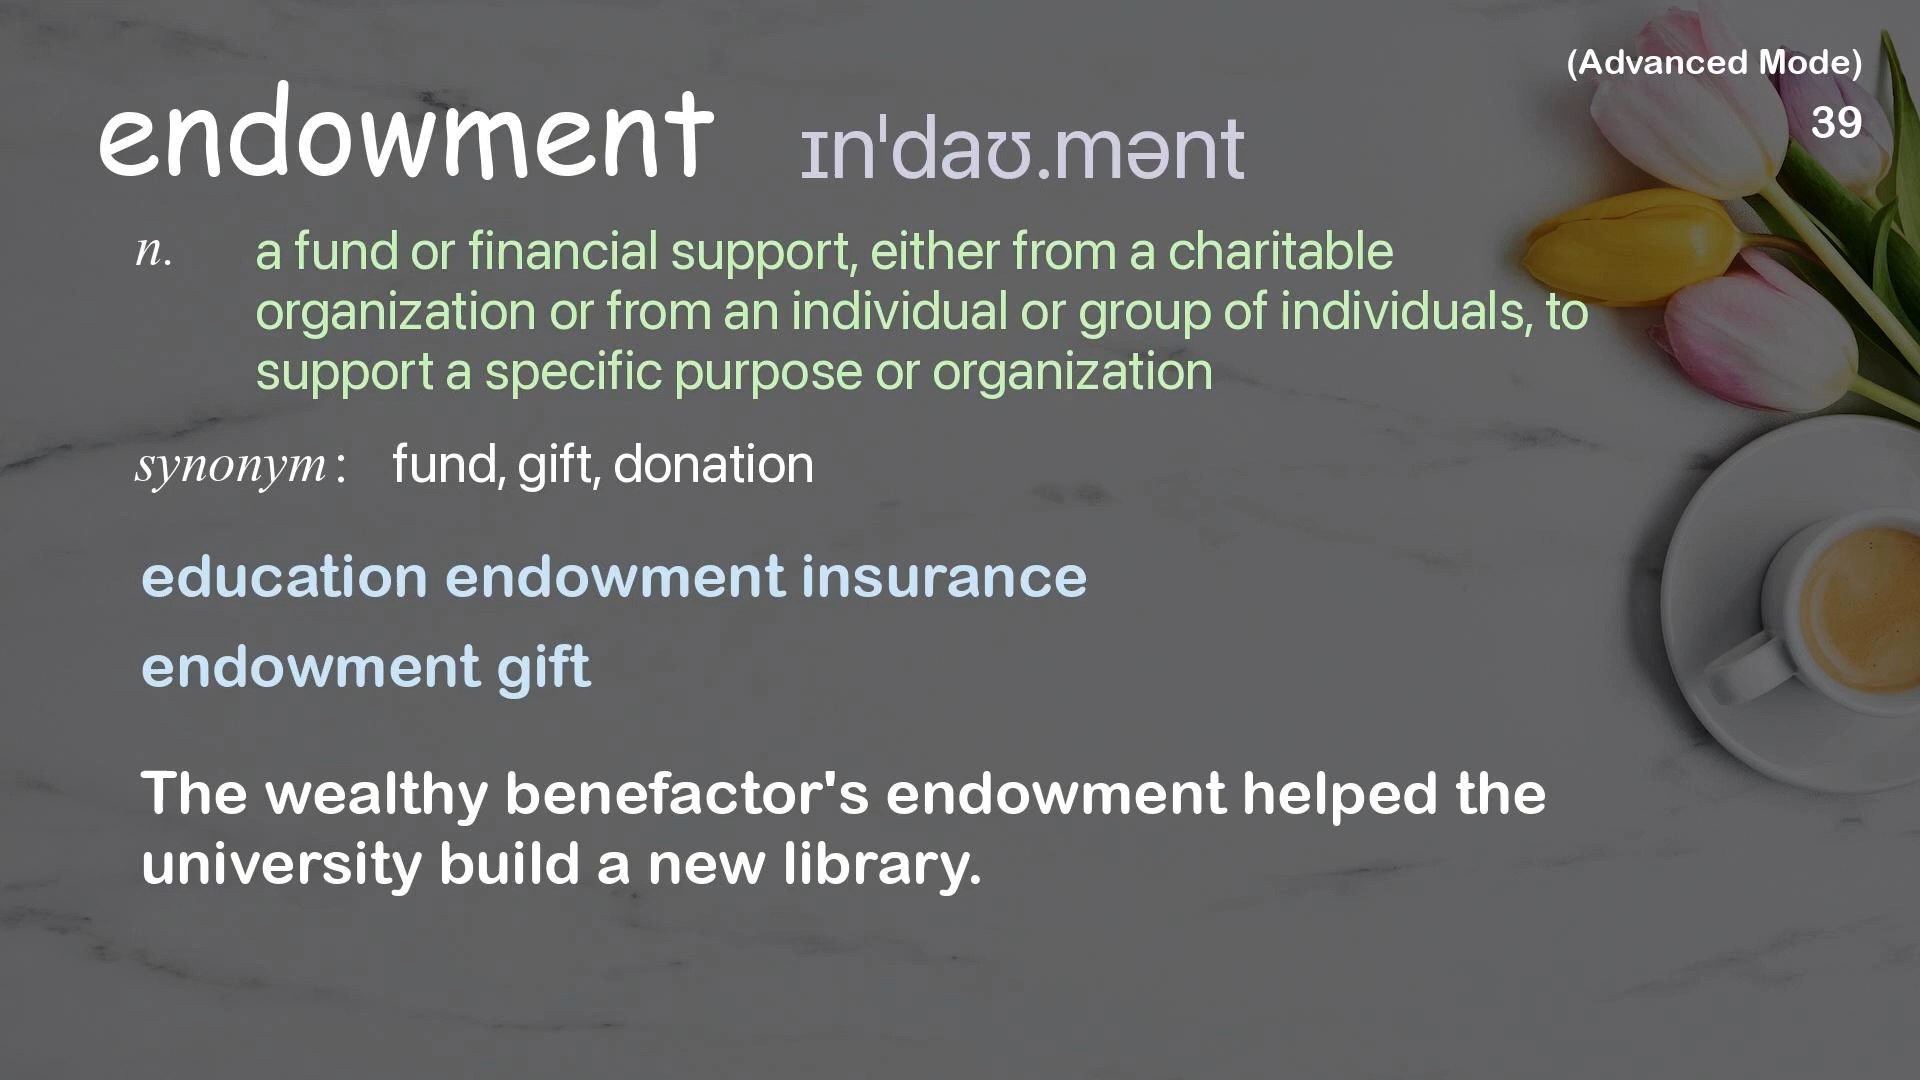 (Advanced Mode)
endowment ɪnˈdaʊ.mənt
39
n. a fund or financial support, either from a charitable
organization or from an individual or group of individuals, to
support a specific purpose or organization
synonym: fund, gift, donation
education endowment insurance
endowment gift
The wealthy benefactor's endowment helped the
university build a new library.